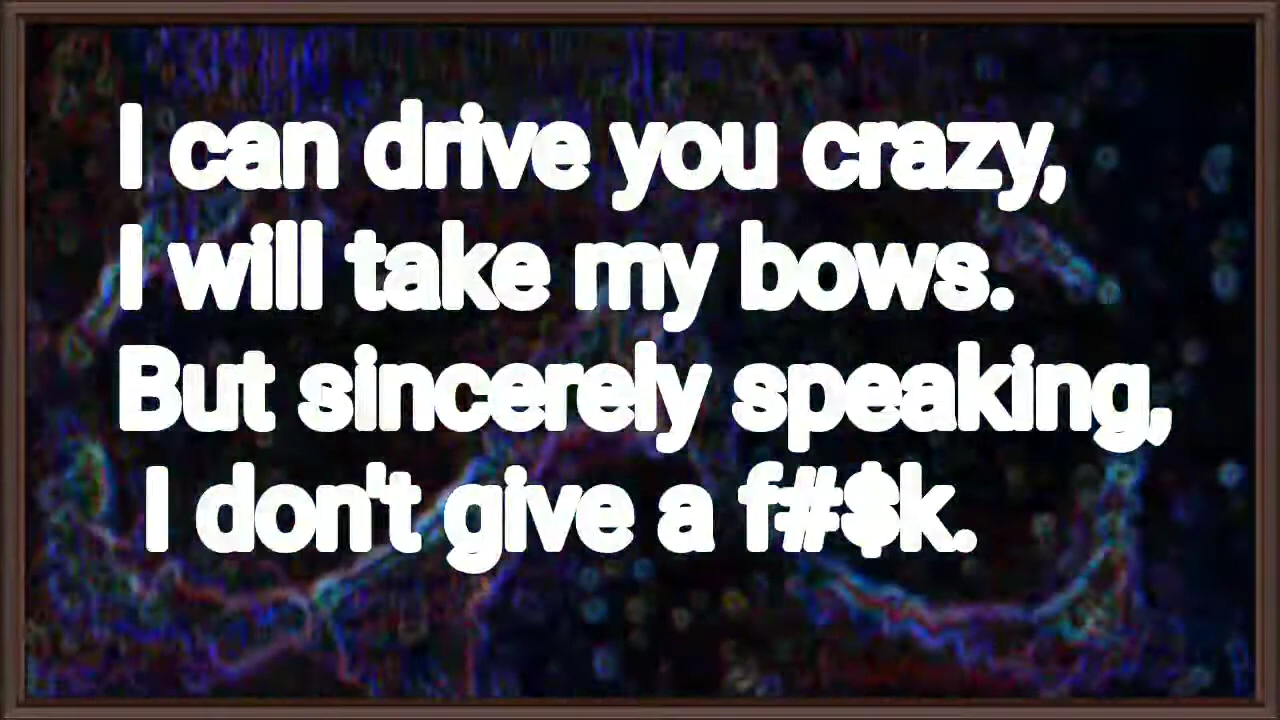 I can drive you crazy,
I will take my bows.
But sincerely speaking,
I don't give a f#$k.